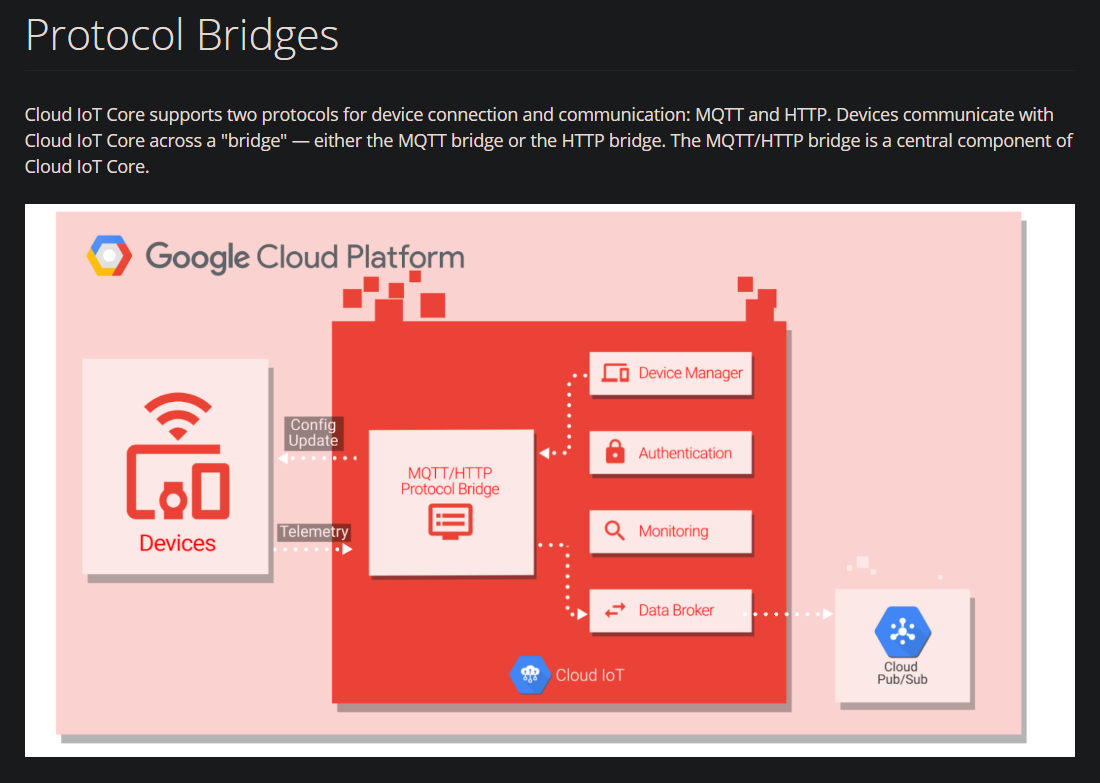 Protocol Bridges
Cloud IoT Core supports two protocols for device connection and communication: MQTT and HTTP. Devices communicate with
Cloud IoT Core across a "bridge" — either the MQTT bridge or the HTTP bridge. The MQTT/HTTP bridge is a central component of
Cloud IoT Core.
Google Cloud Platform
Devices
Config
Update
Telemetry
MQTT/HTTP
Protocol Bridge
Device Manager
Authentication
Monitoring
Data Broker
Cloud IoT
Cloud
Pub/Sub